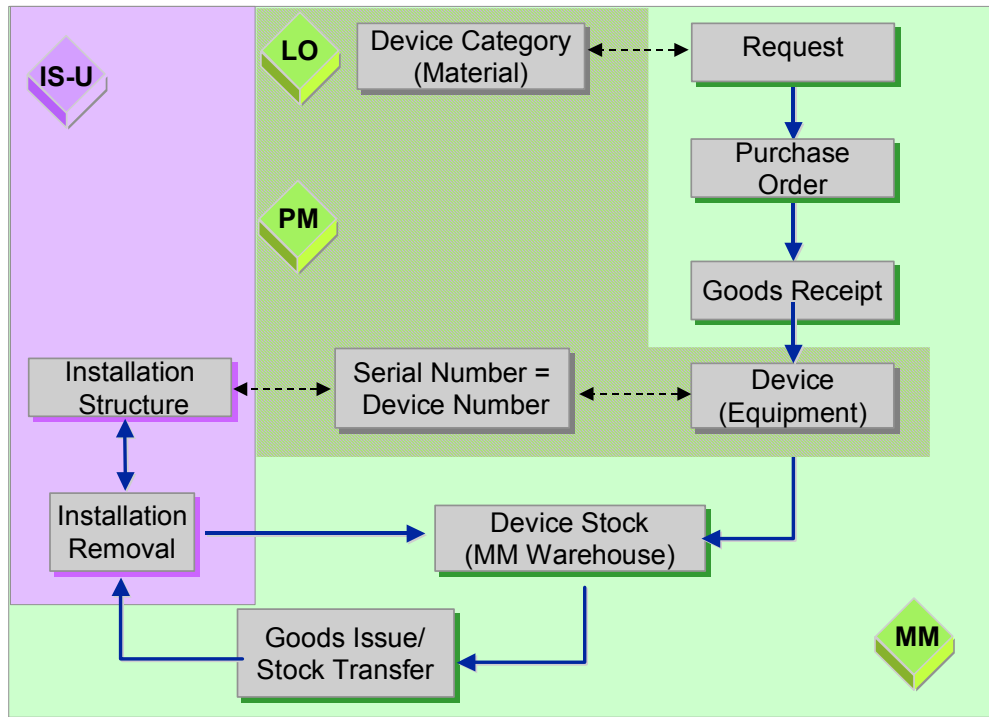 IS-U
LO
Device Category
(Material)
Request
Purchase
Order
PM
Goods Receipt
Installation
Structure
Serial Number =
Device Number
Device
(Equipment)
Installation
Removal
Device Stock
(MM Warehouse)
Goods Issue/
Stock Transfer
MM